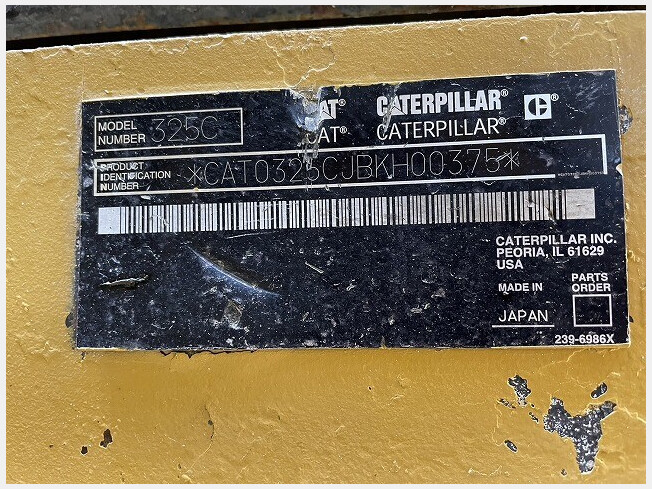 MODEL NUMBER 325C
CAT® CATERPILLAR® C®
CAT® CATERPILLAR®
PRODUCT IDENTIFICATION NUMBER *CAT0325CJBKH00375*
CATERPILLAR INC.
PEORIA, IL 61629
USA
MADE IN
JAPAN
PARTS ORDER
239-6986X